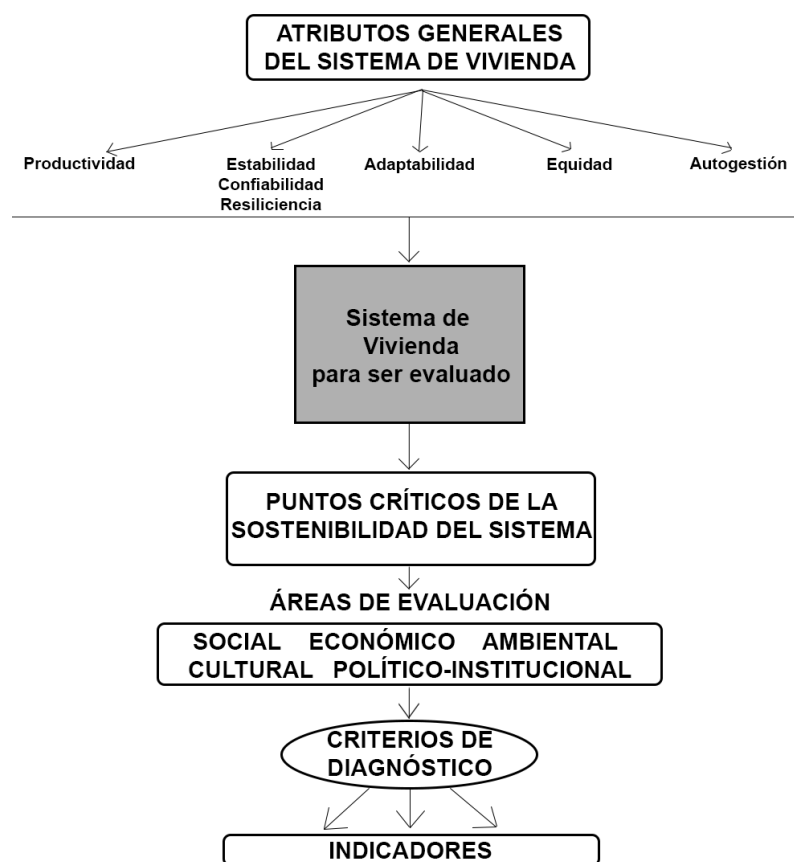 ATRIBUTOS GENERALES
DEL SISTEMA DE VIVIENDA
Productividad
Estabilidad
Confiabilidad
Resiliciencia
Adaptabilidad
Equidad
Autogestión
Sistema de
Vivienda
para ser evaluado
PUNTOS CRÍTICOS DE LA
SOSTENIBILIDAD DEL SISTEMA
ÁREAS DE EVALUACIÓN
SOCIAL ECONÓMICO AMBIENTAL
CULTURAL POLÍTICO-INSTITUCIONAL
CRITERIOS DE
DIAGNÓSTICO
INDICADORES